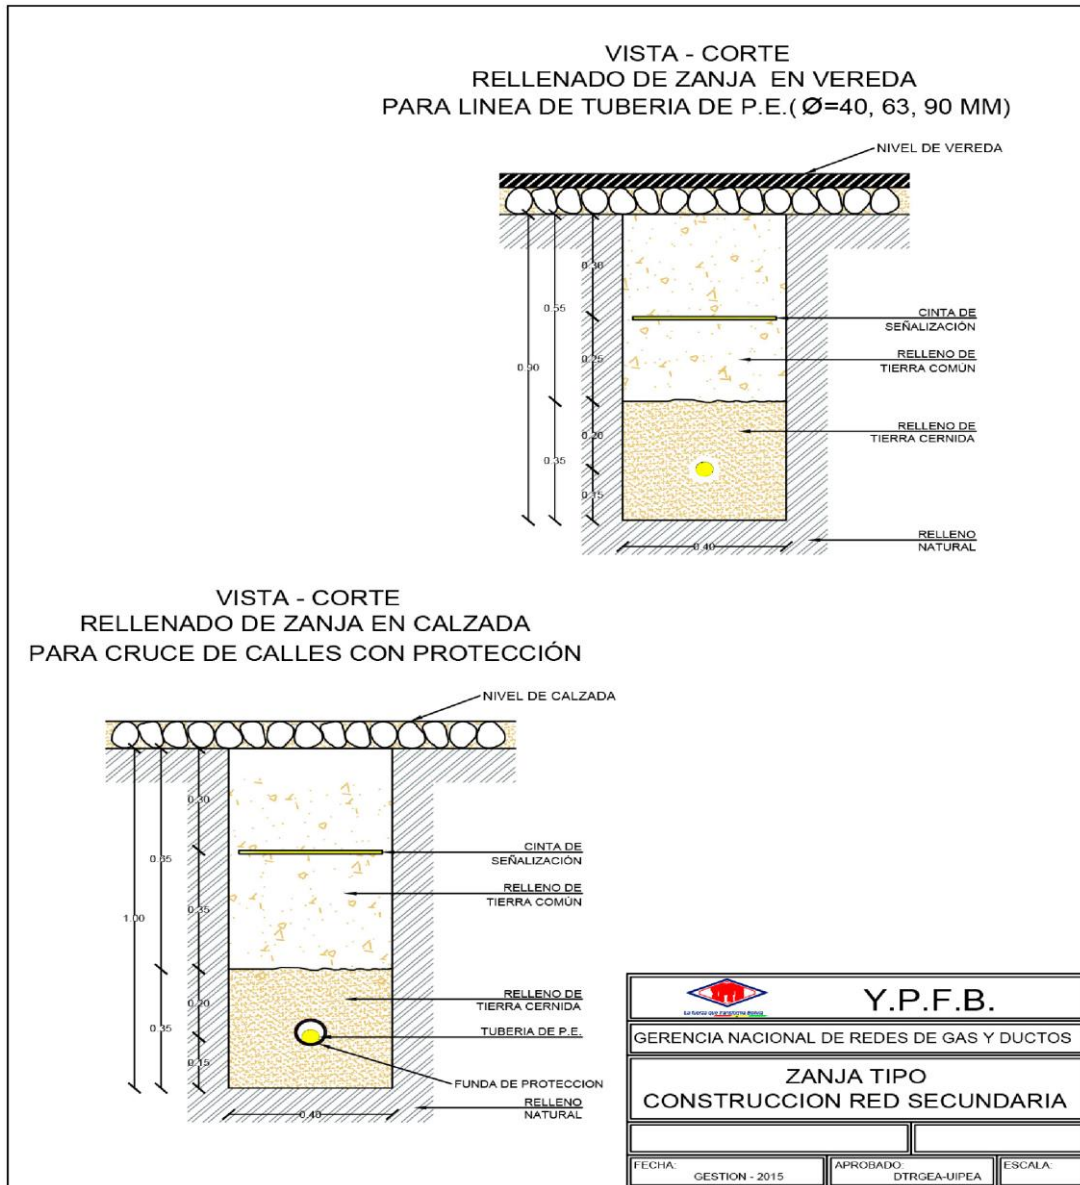 VISTA - CORTE
RELLENADO DE ZANJA EN VEREDA
PARA LINEA DE TUBERIA DE P.E.( Ø=40, 63, 90 MM)
NIVEL DE VEREDA
0.30
0.55
CINTA DE
SEÑALIZACIÓN
0.25
RELLENO DE
TIERRA COMÚN
0.90
RELLENO DE
TIERRA CERNIDA
0.20
0.35
0.15
RELLENO
NATURAL
0.40
VISTA - CORTE
RELLENADO DE ZANJA EN CALZADA
PARA CRUCE DE CALLES CON PROTECCIÓN
NIVEL DE CALZADA
0.30
CINTA DE
SEÑALIZACIÓN
0.65
RELLENO DE
TIERRA COMÚN
0.35
1.00
RELLENO DE
TIERRA CERNIDA
0.20
0.35
TUBERIA DE P.E.
0.15
FUNDA DE PROTECCION
RELLENO
NATURAL
0.40
Y.P.F.B.
La fuerza que transforma Bolivia
GERENCIA NACIONAL DE REDES DE GAS Y DUCTOS
ZANJA TIPO
CONSTRUCCION RED SECUNDARIA
FECHA:
GESTION - 2015
APROBADO:
DTRGEA-UIPEA
ESCALA: